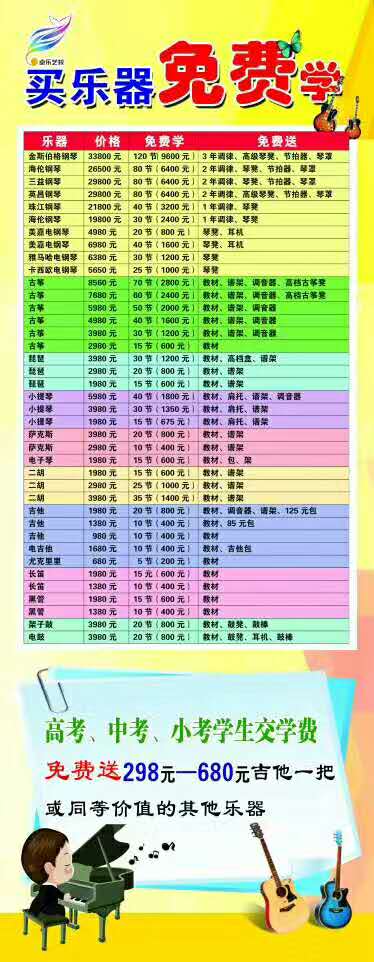 卓乐艺校
买乐器免费学
乐器 价格 免费学 免费送
金斯伯格钢琴 33800 元 120 节(9600 元) 3 年调律、高级琴凳、节拍器、琴罩
海伦钢琴 26500 元 80 节(6400 元) 2 年调律、琴凳、节拍器、琴罩
三益钢琴 29800 元 80 节(6400 元) 2 年调律、琴凳、节拍器、琴罩
英昌钢琴 29800 元 80 节(6400 元) 2 年调律、高级琴凳、节拍器、琴罩
珠江钢琴 21800 元 40 节(3200 元) 1 年调律、琴凳
海伦钢琴 19800 元 30 节(2400 元) 1 年调律、琴凳
美嘉电钢琴 4980 元 20 节(800 元) 琴凳、耳机
美嘉电钢琴 6980 元 40 节(1600 元) 琴凳、耳机
雅马哈电钢琴 6380 元 30 节(1200 元) 琴凳
卡西欧电钢琴 5650 元 25 节(1000 元) 琴凳
古筝 8560 元 70 节(2800 元) 教材、谱架、调音器、高档古筝凳
古筝 7680 元 60 节(2400 元) 教材、谱架、调音器、高档古筝凳
古筝 5980 元 50 节(2000 元) 教材、谱架、调音器
古筝 4980 元 40 节(1600 元) 教材、谱架、调音器
古筝 3980 元 30 节(1200 元) 教材、谱架、调音器
古筝 2980 元 15 节(600 元) 教材
琵琶 3980 元 30 节(1200 元) 教材、高档盒、谱架
琵琶 2980 元 20 节(800 元) 教材、谱架
琵琶 1980 元 15 节(600 元) 教材、谱架
小提琴 5980 元 40 节(1800 元) 教材、肩托、谱架、调音器
小提琴 3980 元 30 节(1350 元) 教材、肩托、谱架
小提琴 1980 元 15 节(675 元) 教材、肩托、谱架
萨克斯 3980 元 20 节(800 元) 教材、谱架
萨克斯 2980 元 10 节(400 元) 教材、谱架
电子琴 1980 元 15 节(600 元) 教材、包、架
二胡 1980 元 15 节(600 元) 教材、谱架
二胡 2980 元 25 节(1000 元) 教材、谱架
二胡 3980 元 35 节(1400 元) 教材、谱架
吉他 1980 元 20 节(800 元) 教材、调音器、谱架、125 元包
吉他 1380 元 10 节(400 元) 教材、85 元包
吉他 980 元 10 节(400 元) 教材
电吉他 1680 元 10 节(400 元) 教材、吉他包
尤克里里 680 元 5 节(200 元) 教材
长笛 1980 元 15 元(600 元) 教材
长笛 1380 元 10 节(400 元) 教材
黑管 1980 元 15 节(600 元) 教材
黑管 1380 元 10 节(400 元) 教材
架子鼓 3980 元 20 节(800 元) 教材、鼓凳、鼓棒
电鼓 3980 元 20 节(800 元) 教材、鼓凳、耳机、鼓棒
高考、中考、小考学生交学费
免费送298元—680元吉他一把
或同等价值的其他乐器